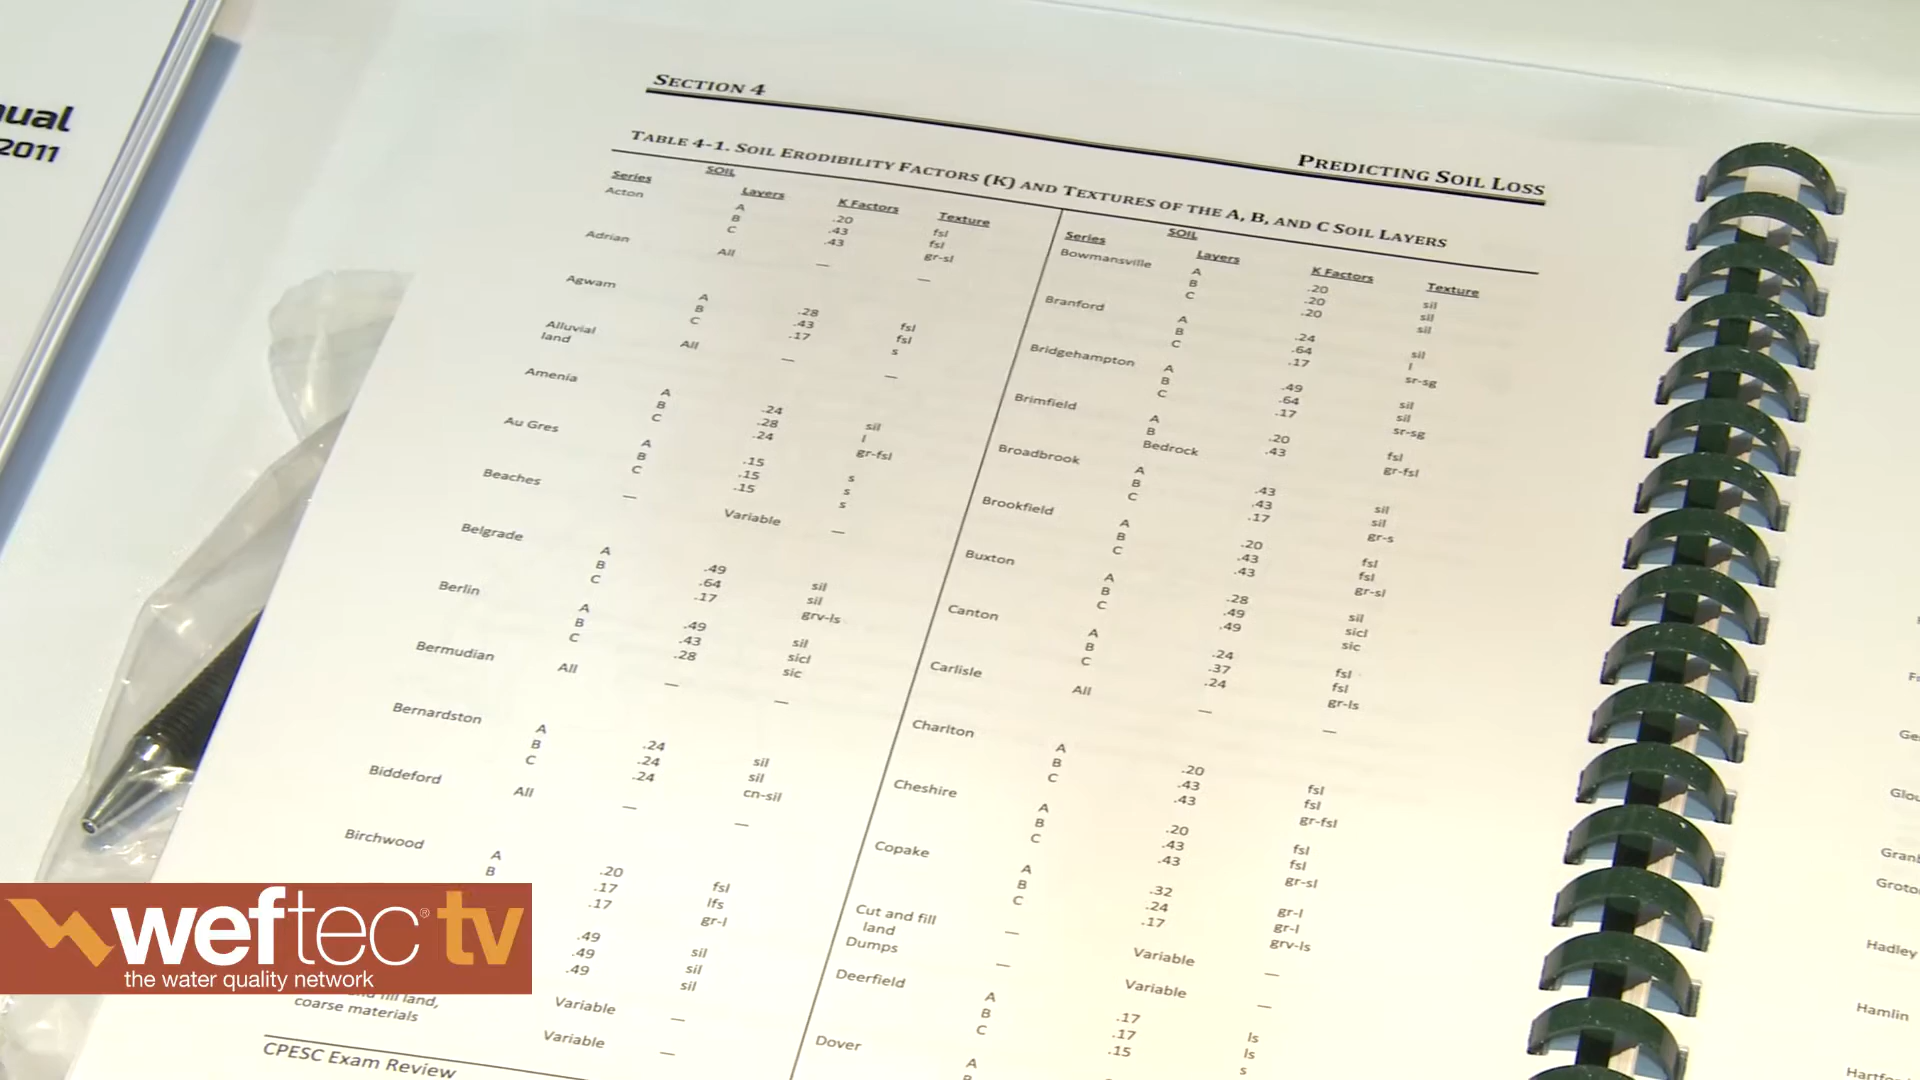 nual
2011
SECTION 4
PREDICTING SOIL LOSS
TABLE 4-1. SOIL ERODIBILITY FACTORS (K) AND TEXTURES OF THE A, B, AND C SOIL LAYERS
SOIL
Series Layers K Factors Texture
Acton A .20 fsl
B .43 fsl
C .43 gr-sl
Adrian All — —
Agwam A .28 fsl
B .43 fsl
C .17 s
Alluvial All — —
land
Amenia A .24 sil
B .28 l
C .24 gr-fsl
Au Gres A .15 s
B .15 s
C .15 s
Beaches — Variable —
Belgrade A .49 sil
B .64 sil
C .17 grv-ls
Berlin A .49 sil
B .43 sicl
C .28 sic
Bermudian All — —
Bernardston A .24 sil
B .24 sil
C .24 cn-sil
Biddeford All — —
Birchwood A .20 fsl
B .17 lfs
.17 gr-l
.49 sil
.49 sil
.49 sil
fill land, Variable —
coarse materials Variable —
CPESC Exam Review
SOIL
Series Layers K Factors Texture
Bowmansville A .20 sil
B .20 sil
C .20 sil
Branford A .24 sil
B .64 l
C .17 sr-sg
Bridgehampton A .49 sil
B .64 sil
C .17 sr-sg
Brimfield A .20 fsl
B .43 gr-fsl
Bedrock
Broadbrook A .43 sil
B .43 sil
C .17 gr-s
Brookfield A .20 fsl
B .43 fsl
C .43 gr-sl
Buxton A .28 sil
B .49 sicl
C .49 sic
Canton A .24 fsl
B .37 fsl
C .24 gr-ls
Carlisle All — —
Charlton A .20 fsl
B .43 fsl
C .43 gr-fsl
Cheshire A .20 fsl
B .43 fsl
C .43 gr-sl
Copake A .32 gr-l
B .24 gr-l
C .17 grv-ls
Cut and fill — Variable —
land
Dumps — Variable —
Deerfield A .17 ls
B .17 ls
C .15 s
Dover A
B
Glou
Granb
Groto
Hadley
Hamlin
Hartfo
weftec® tv
the water quality network